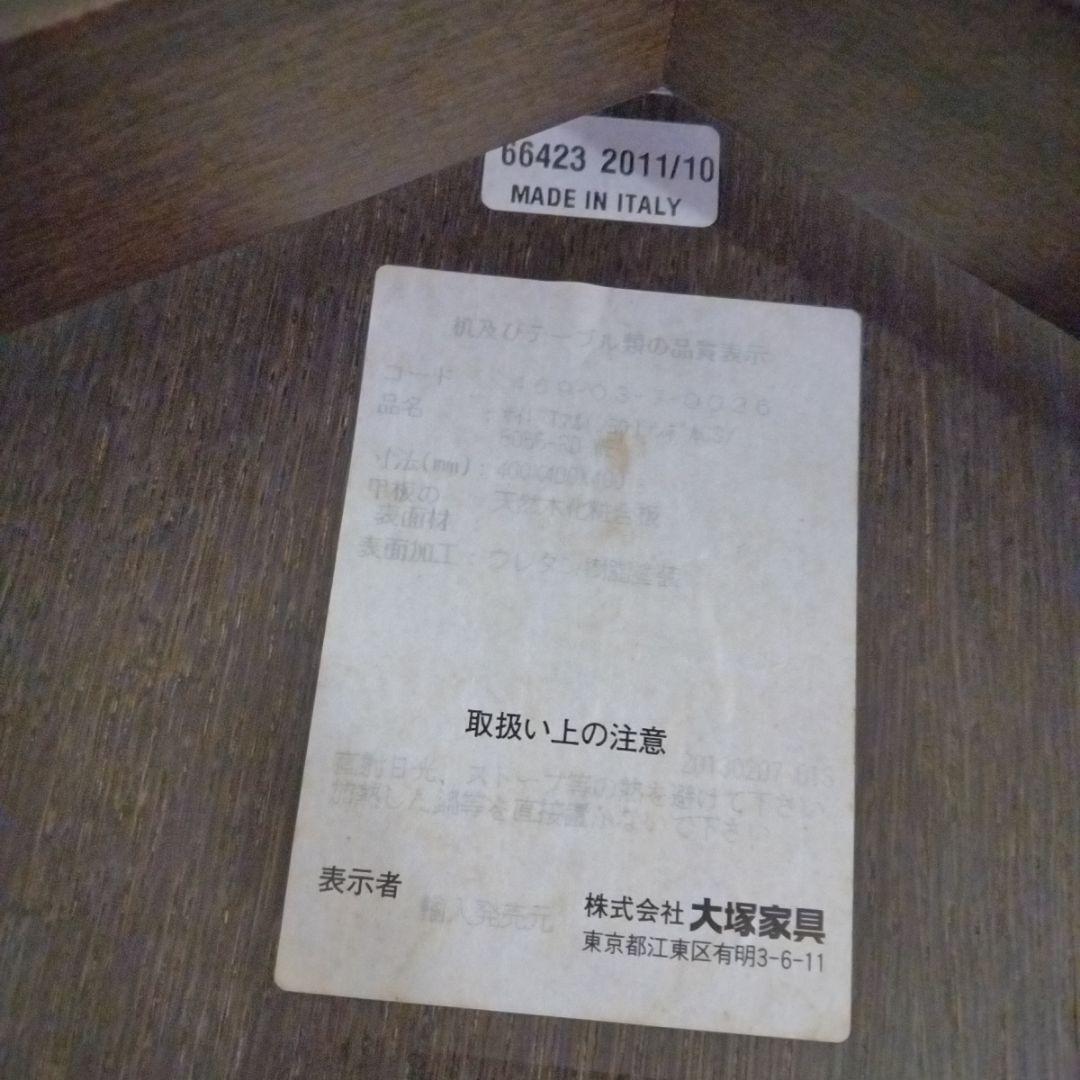 66423 2011/10
MADE IN ITALY
机及びテーブル類の品質表示
コード : 460-03-7-0026
品名 :
寸法(mm) : 400X400X400
甲板の 天然木化粧合板
表面材 :
表面加工 : ウレタン樹脂塗装
取扱い上の注意
20130207
直射日光、ストーブ等の熱を避けて下さい
加熱した鍋等を直接置かないで下さい
表示者
輸入発売元
株式会社 大塚家具
東京都江東区有明3-6-11